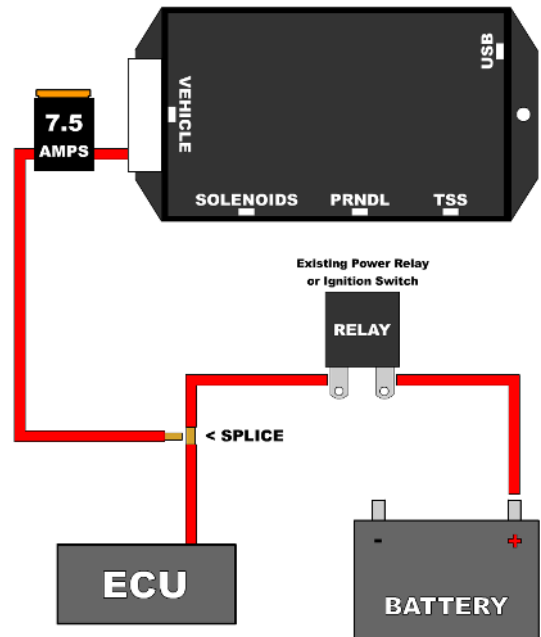 USB
VEHICLE
7.5
AMPS
SOLENOIDS
PRNDL
TSS
Existing Power Relay
or Ignition Switch
RELAY
< SPLICE
ECU
- +
BATTERY